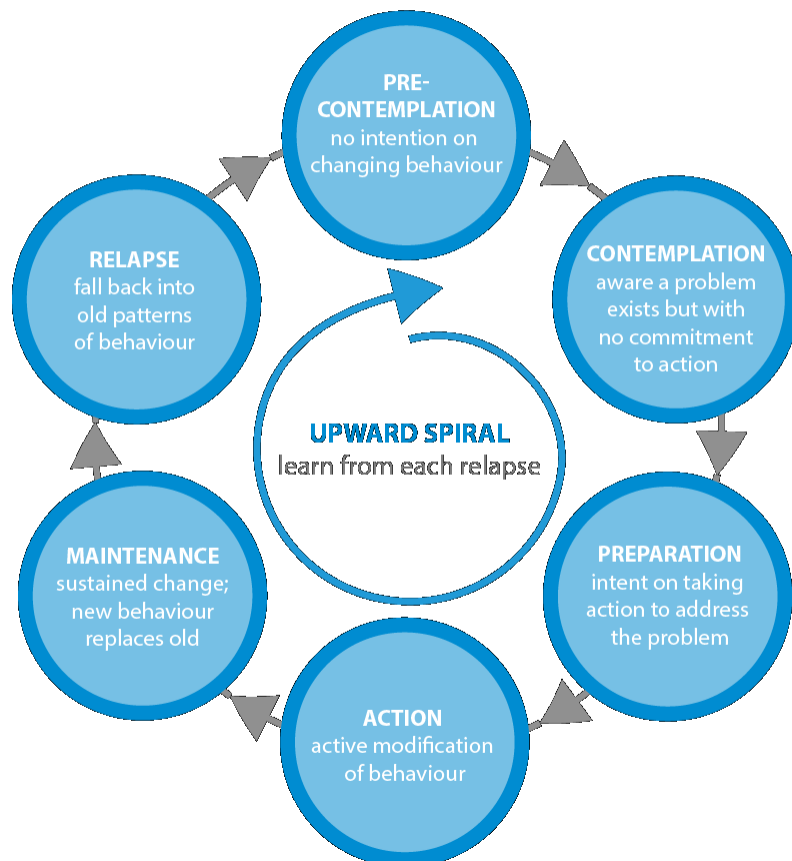 PRE-
CONTEMPLATION
no intention on
changing behaviour
CONTEMPLATION
aware a problem
exists but with
no commitment
to action
PREPARATION
intent on taking
action to address
the problem
ACTION
active modification
of behaviour
MAINTENANCE
sustained change;
new behaviour
replaces old
RELAPSE
fall back into
old patterns
of behaviour
UPWARD SPIRAL
learn from each relapse